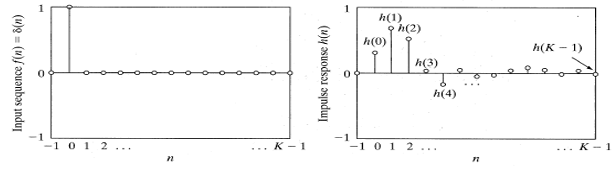 Input sequence f(n) = δ(n)
1
0
−1
−1 0 1 2 ... ... K − 1
n
Impulse response h(n)
1
0
−1
h(0)
h(1)
h(2)
h(3)
h(4)
...
h(K − 1)
−1 0 1 2 ... ... K − 1
n